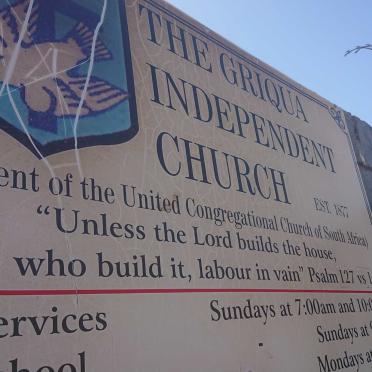 THE GRIQUA
INDEPENDENT
CHURCH
EST. 1877
ent of the United Congregational Church of South Africa)
"Unless the Lord builds the house,
who build it, labour in vain" Psalm 127 vs 1
ervices Sundays at 7:00am and 10:0
Sundays at
chool Mondays a